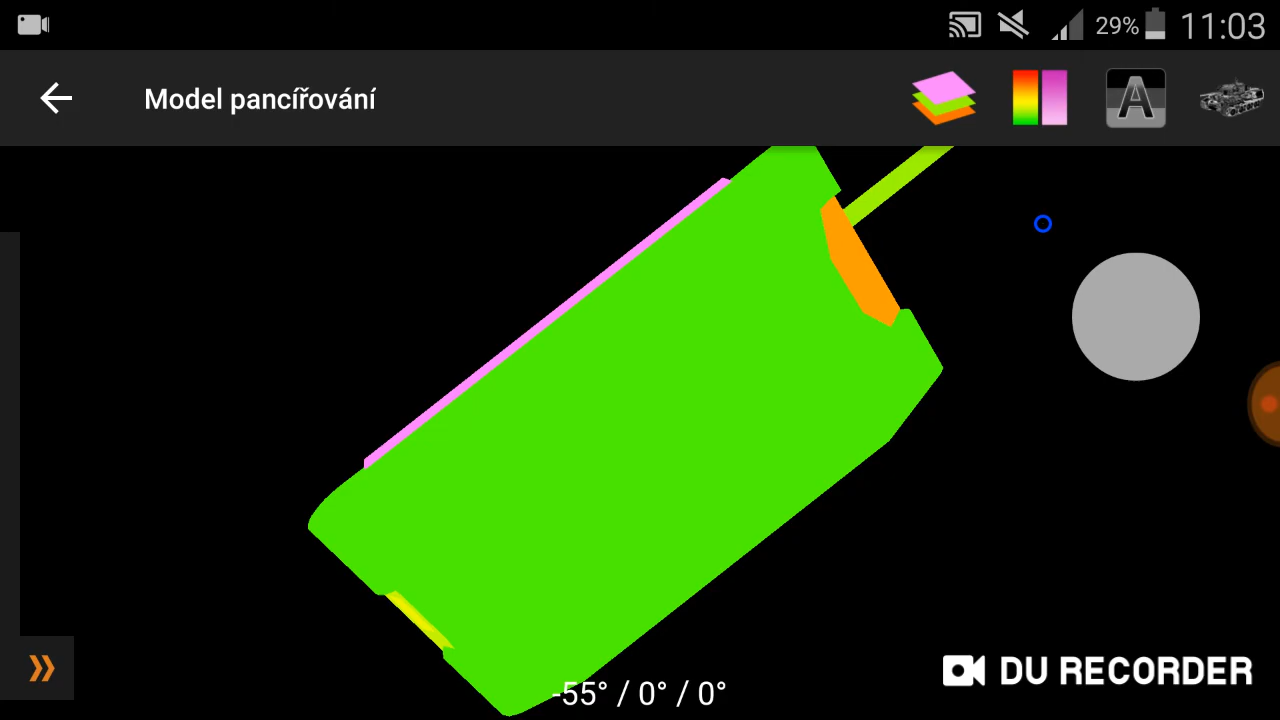 29% 11:03
Model pancířování
A
-55° / 0° / 0°
DU RECORDER